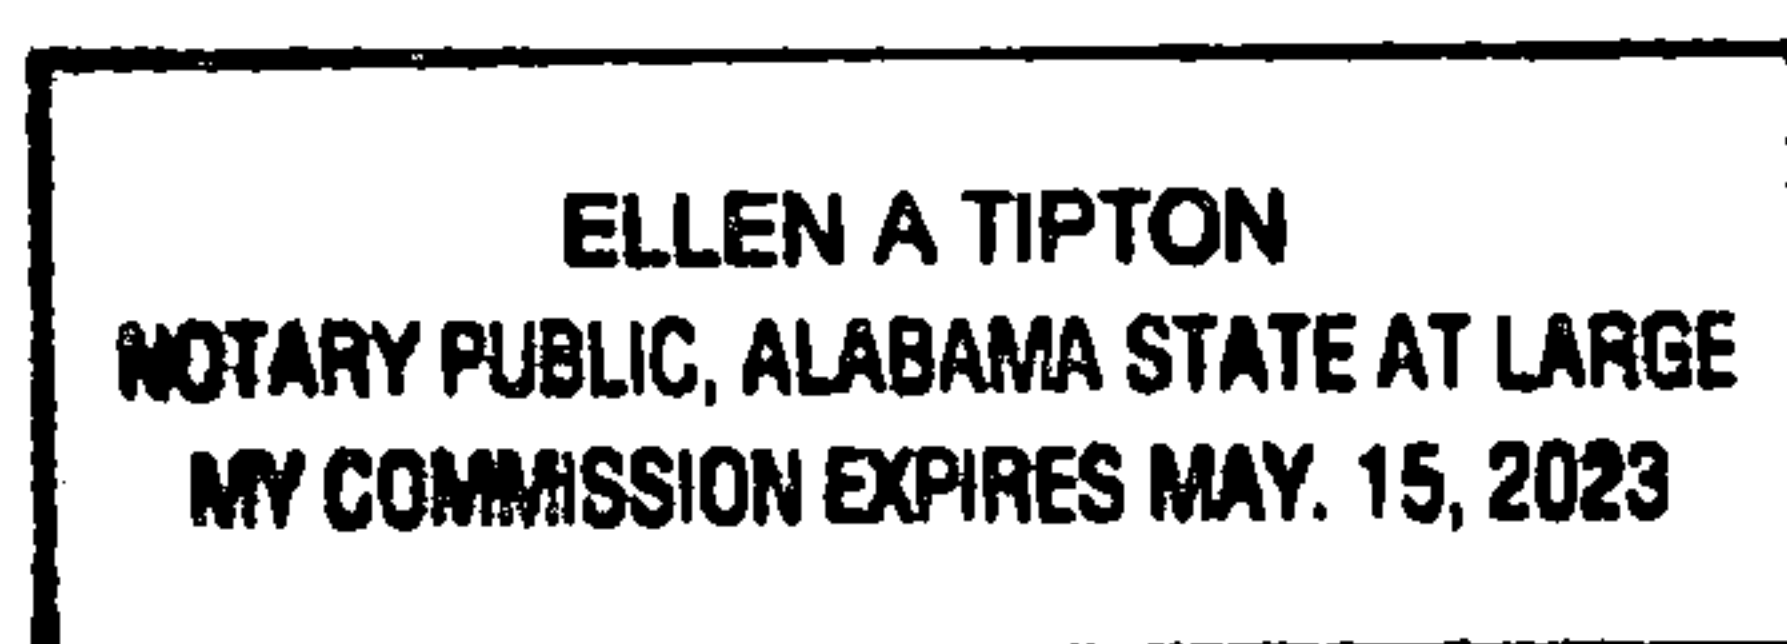 ELLEN A TIPTON
NOTARY PUBLIC, ALABAMA STATE AT LARGE
MY COMMISSION EXPIRES MAY. 15, 2023